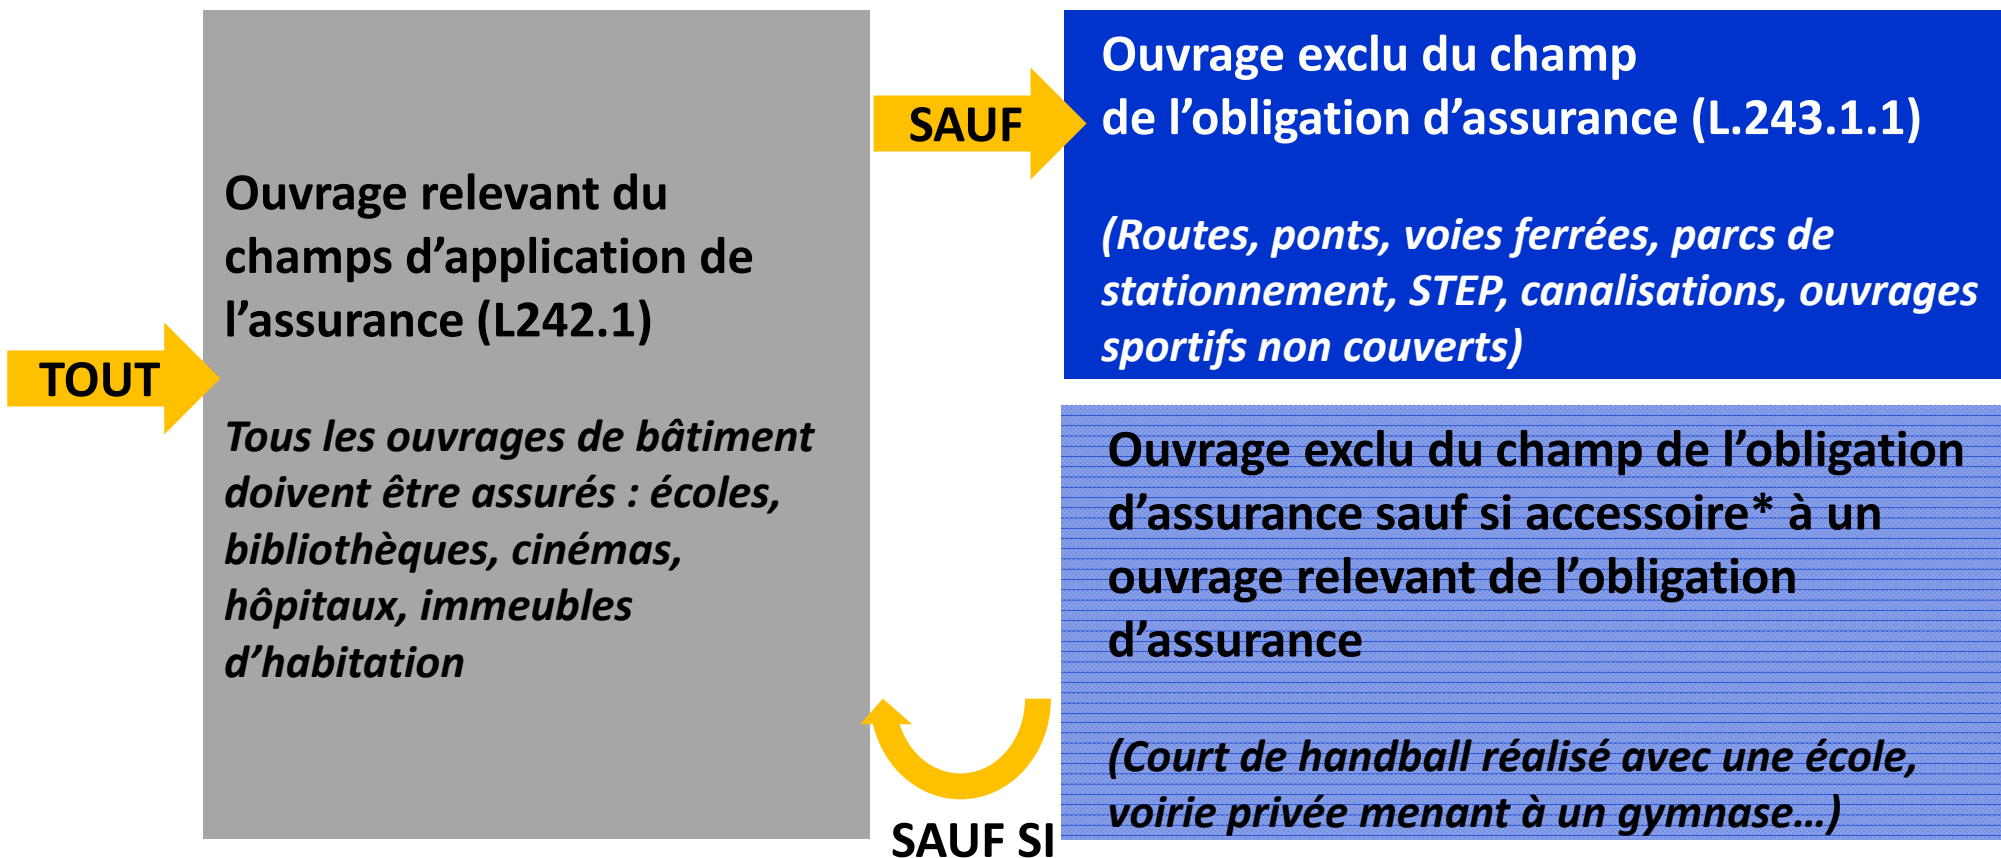 TOUT
Ouvrage relevant du
champs d’application de
l’assurance (L242.1)
Tous les ouvrages de bâtiment
doivent être assurés : écoles,
bibliothèques, cinémas,
hôpitaux, immeubles
d’habitation
SAUF
Ouvrage exclu du champ
de l’obligation d’assurance (L.243.1.1)
(Routes, ponts, voies ferrées, parcs de
stationnement, STEP, canalisations, ouvrages
sportifs non couverts)
Ouvrage exclu du champ de l’obligation
d’assurance sauf si accessoire* à un
ouvrage relevant de l’obligation
d’assurance
(Court de handball réalisé avec une école,
voirie privée menant à un gymnase…)
SAUF SI